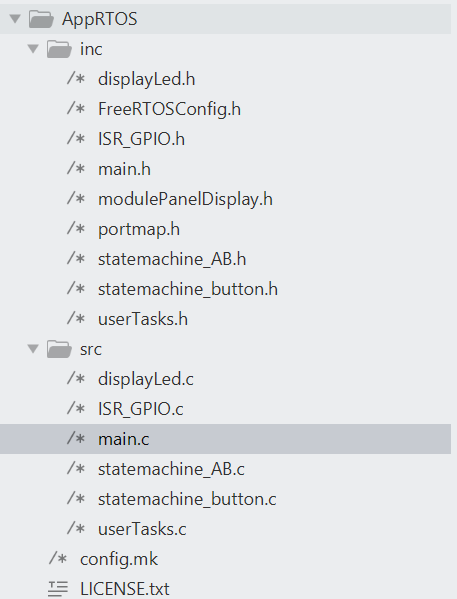 AppRTOS
inc
displayLed.h
FreeRTOSConfig.h
ISR_GPIO.h
main.h
modulePanelDisplay.h
portmap.h
statemachine_AB.h
statemachine_button.h
userTasks.h
src
displayLed.c
ISR_GPIO.c
main.c
statemachine_AB.c
statemachine_button.c
userTasks.c
config.mk
LICENSE.txt